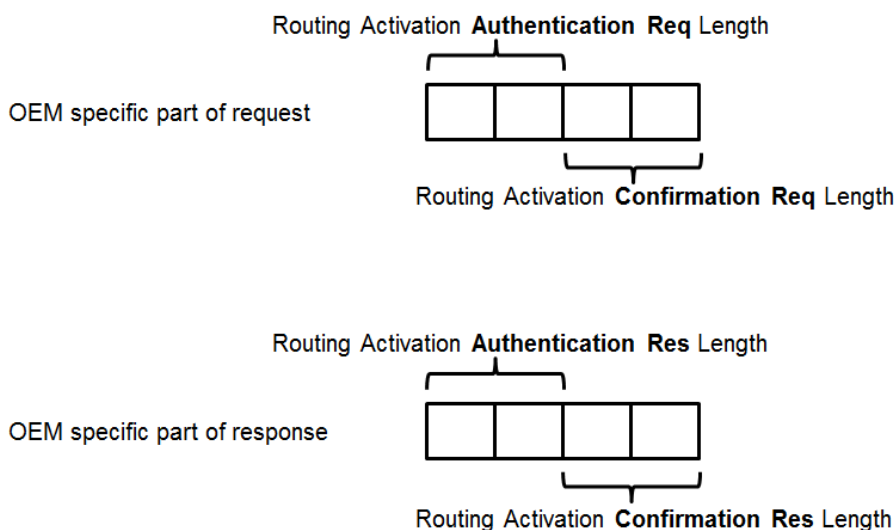 Routing Activation Authentication Req Length
OEM specific part of request
Routing Activation Confirmation Req Length
Routing Activation Authentication Res Length
OEM specific part of response
Routing Activation Confirmation Res Length